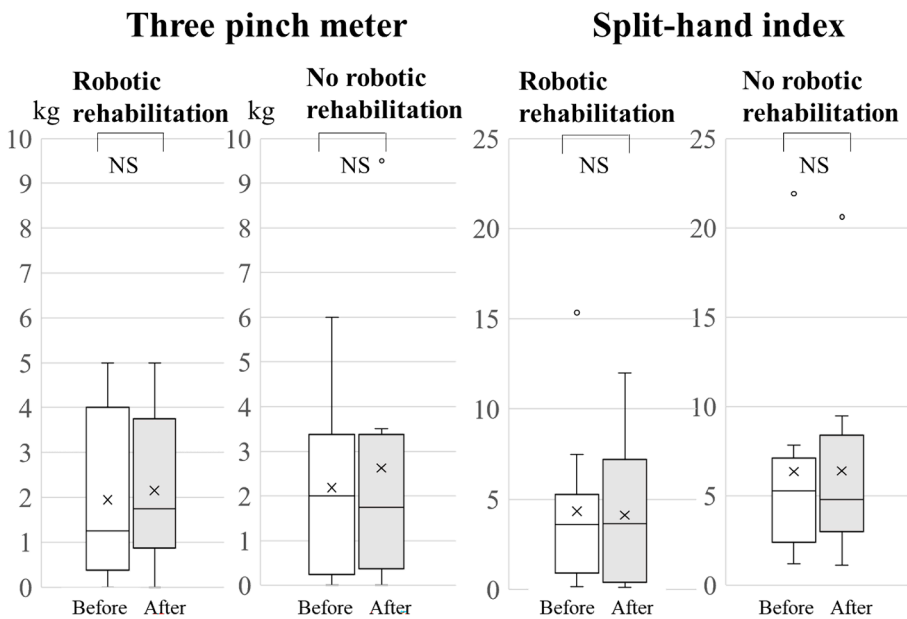 Three pinch meter
Split-hand index
Robotic
rehabilitation
kg
No robotic
rehabilitation
kg
Robotic
rehabilitation
No robotic
rehabilitation
NS
NS
NS
NS
10
9
8
7
6
5
4
3
2
1
0
Before After
10
9
8
7
6
5
4
3
2
1
0
Before After
25
20
15
10
5
0
Before After
25
20
15
10
5
0
Before After